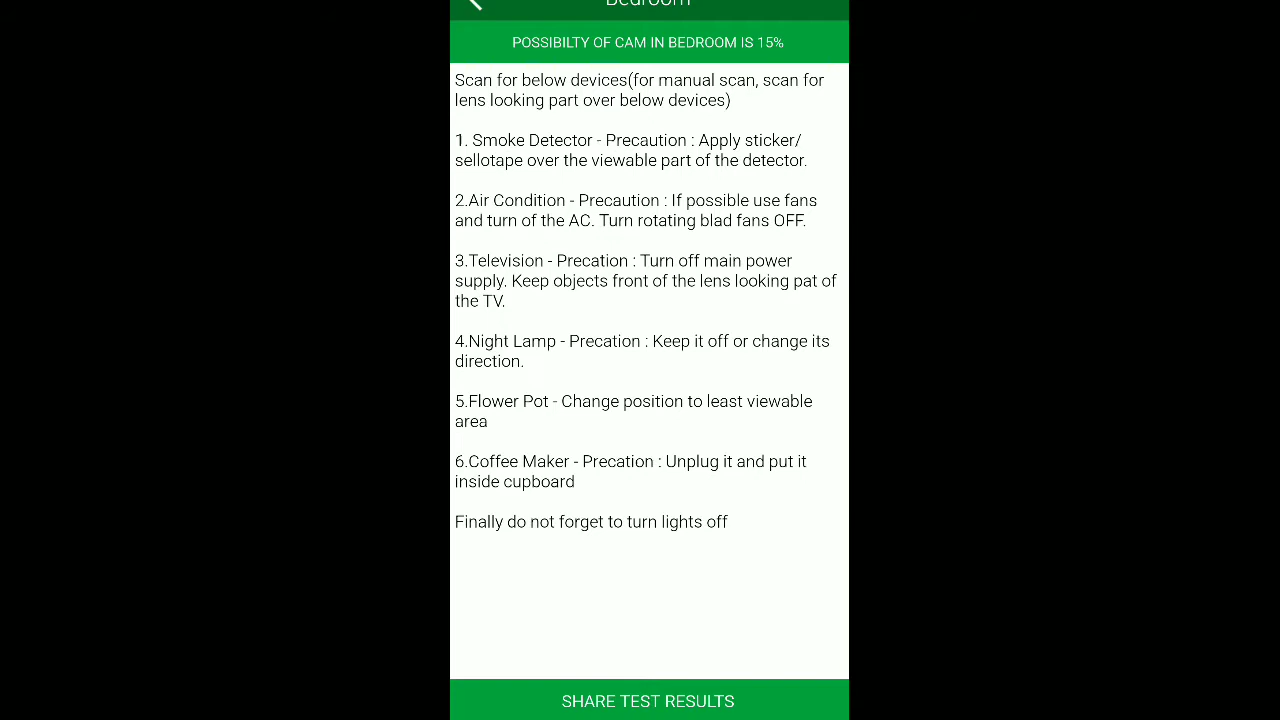 Bedroom
POSSIBILTY OF CAM IN BEDROOM IS 15%
Scan for below devices(for manual scan, scan for
lens looking part over below devices)
1. Smoke Detector - Precaution : Apply sticker/
sellotape over the viewable part of the detector.
2.Air Condition - Precaution : If possible use fans
and turn of the AC. Turn rotating blad fans OFF.
3.Television - Precation : Turn off main power
supply. Keep objects front of the lens looking pat of
the TV.
4.Night Lamp - Precation : Keep it off or change its
direction.
5.Flower Pot - Change position to least viewable
area
6.Coffee Maker - Precation : Unplug it and put it
inside cupboard
Finally do not forget to turn lights off
SHARE TEST RESULTS